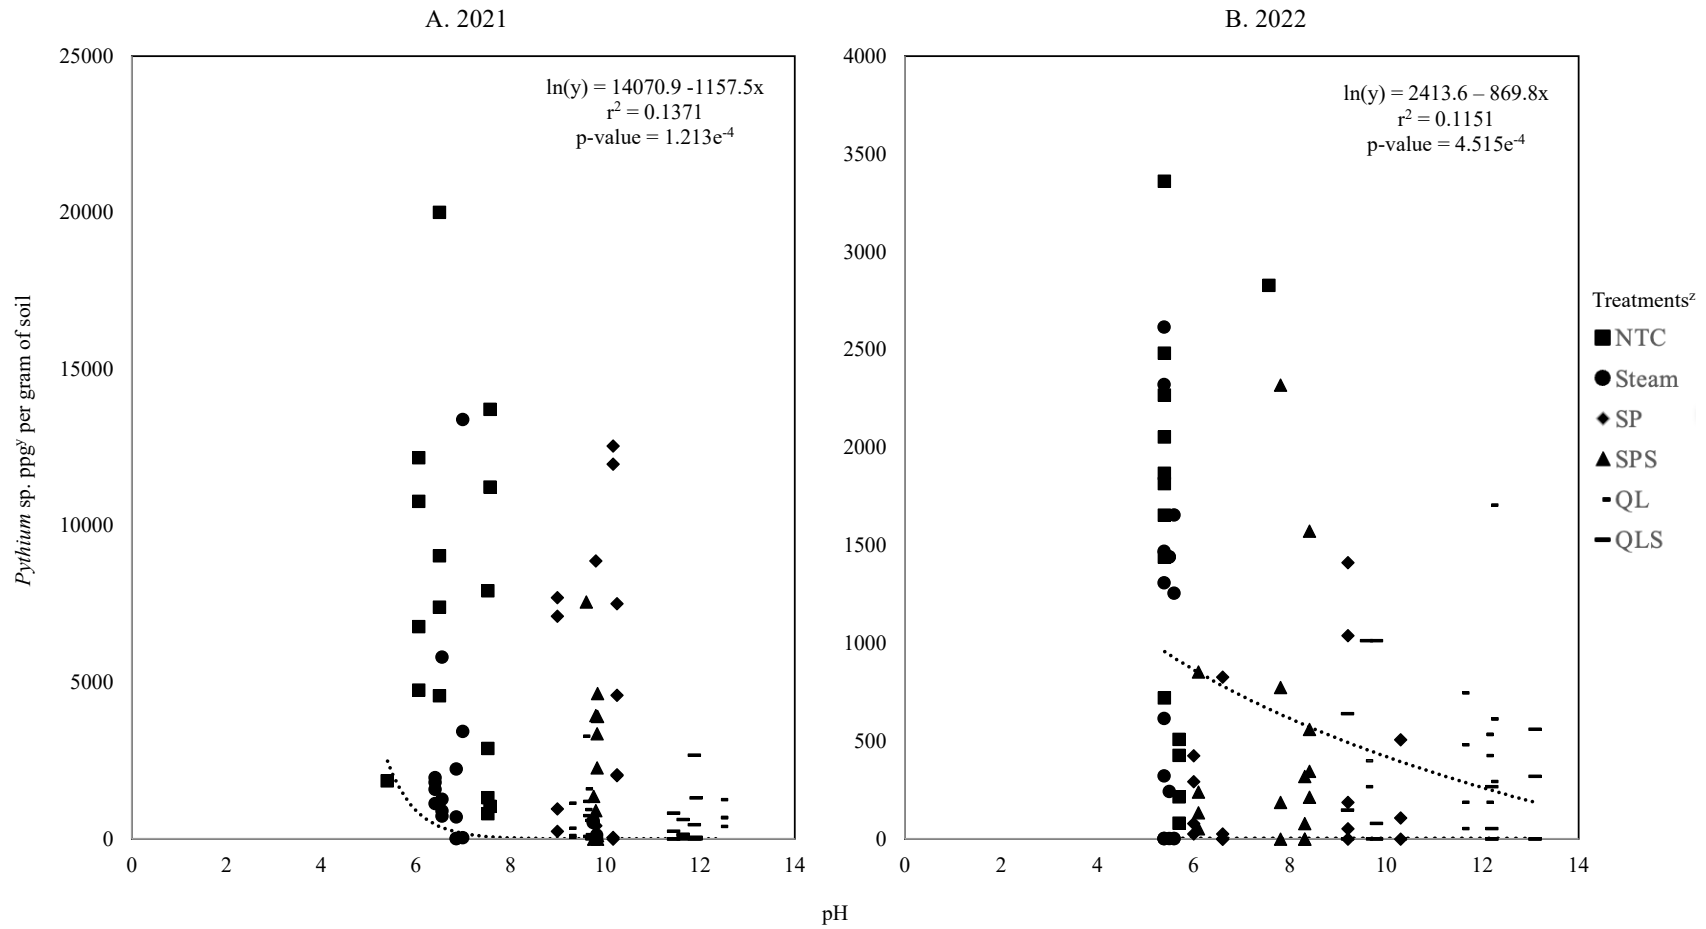 A. 2021
25000
20000
15000
10000
5000
0
0 2 4 6 8 10 12 14
ln(y) = 14070.9 -1157.5x
r² = 0.1371
p-value = 1.213e⁻⁴
Pythium sp. ppgʸ per gram of soil
B. 2022
4000
3500
3000
2500
2000
1500
1000
500
0
0 2 4 6 8 10 12 14
ln(y) = 2413.6 – 869.8x
r² = 0.1151
p-value = 4.515e⁻⁴
pH
Treatmentsᶻ
NTC
Steam
SP
SPS
QL
QLS